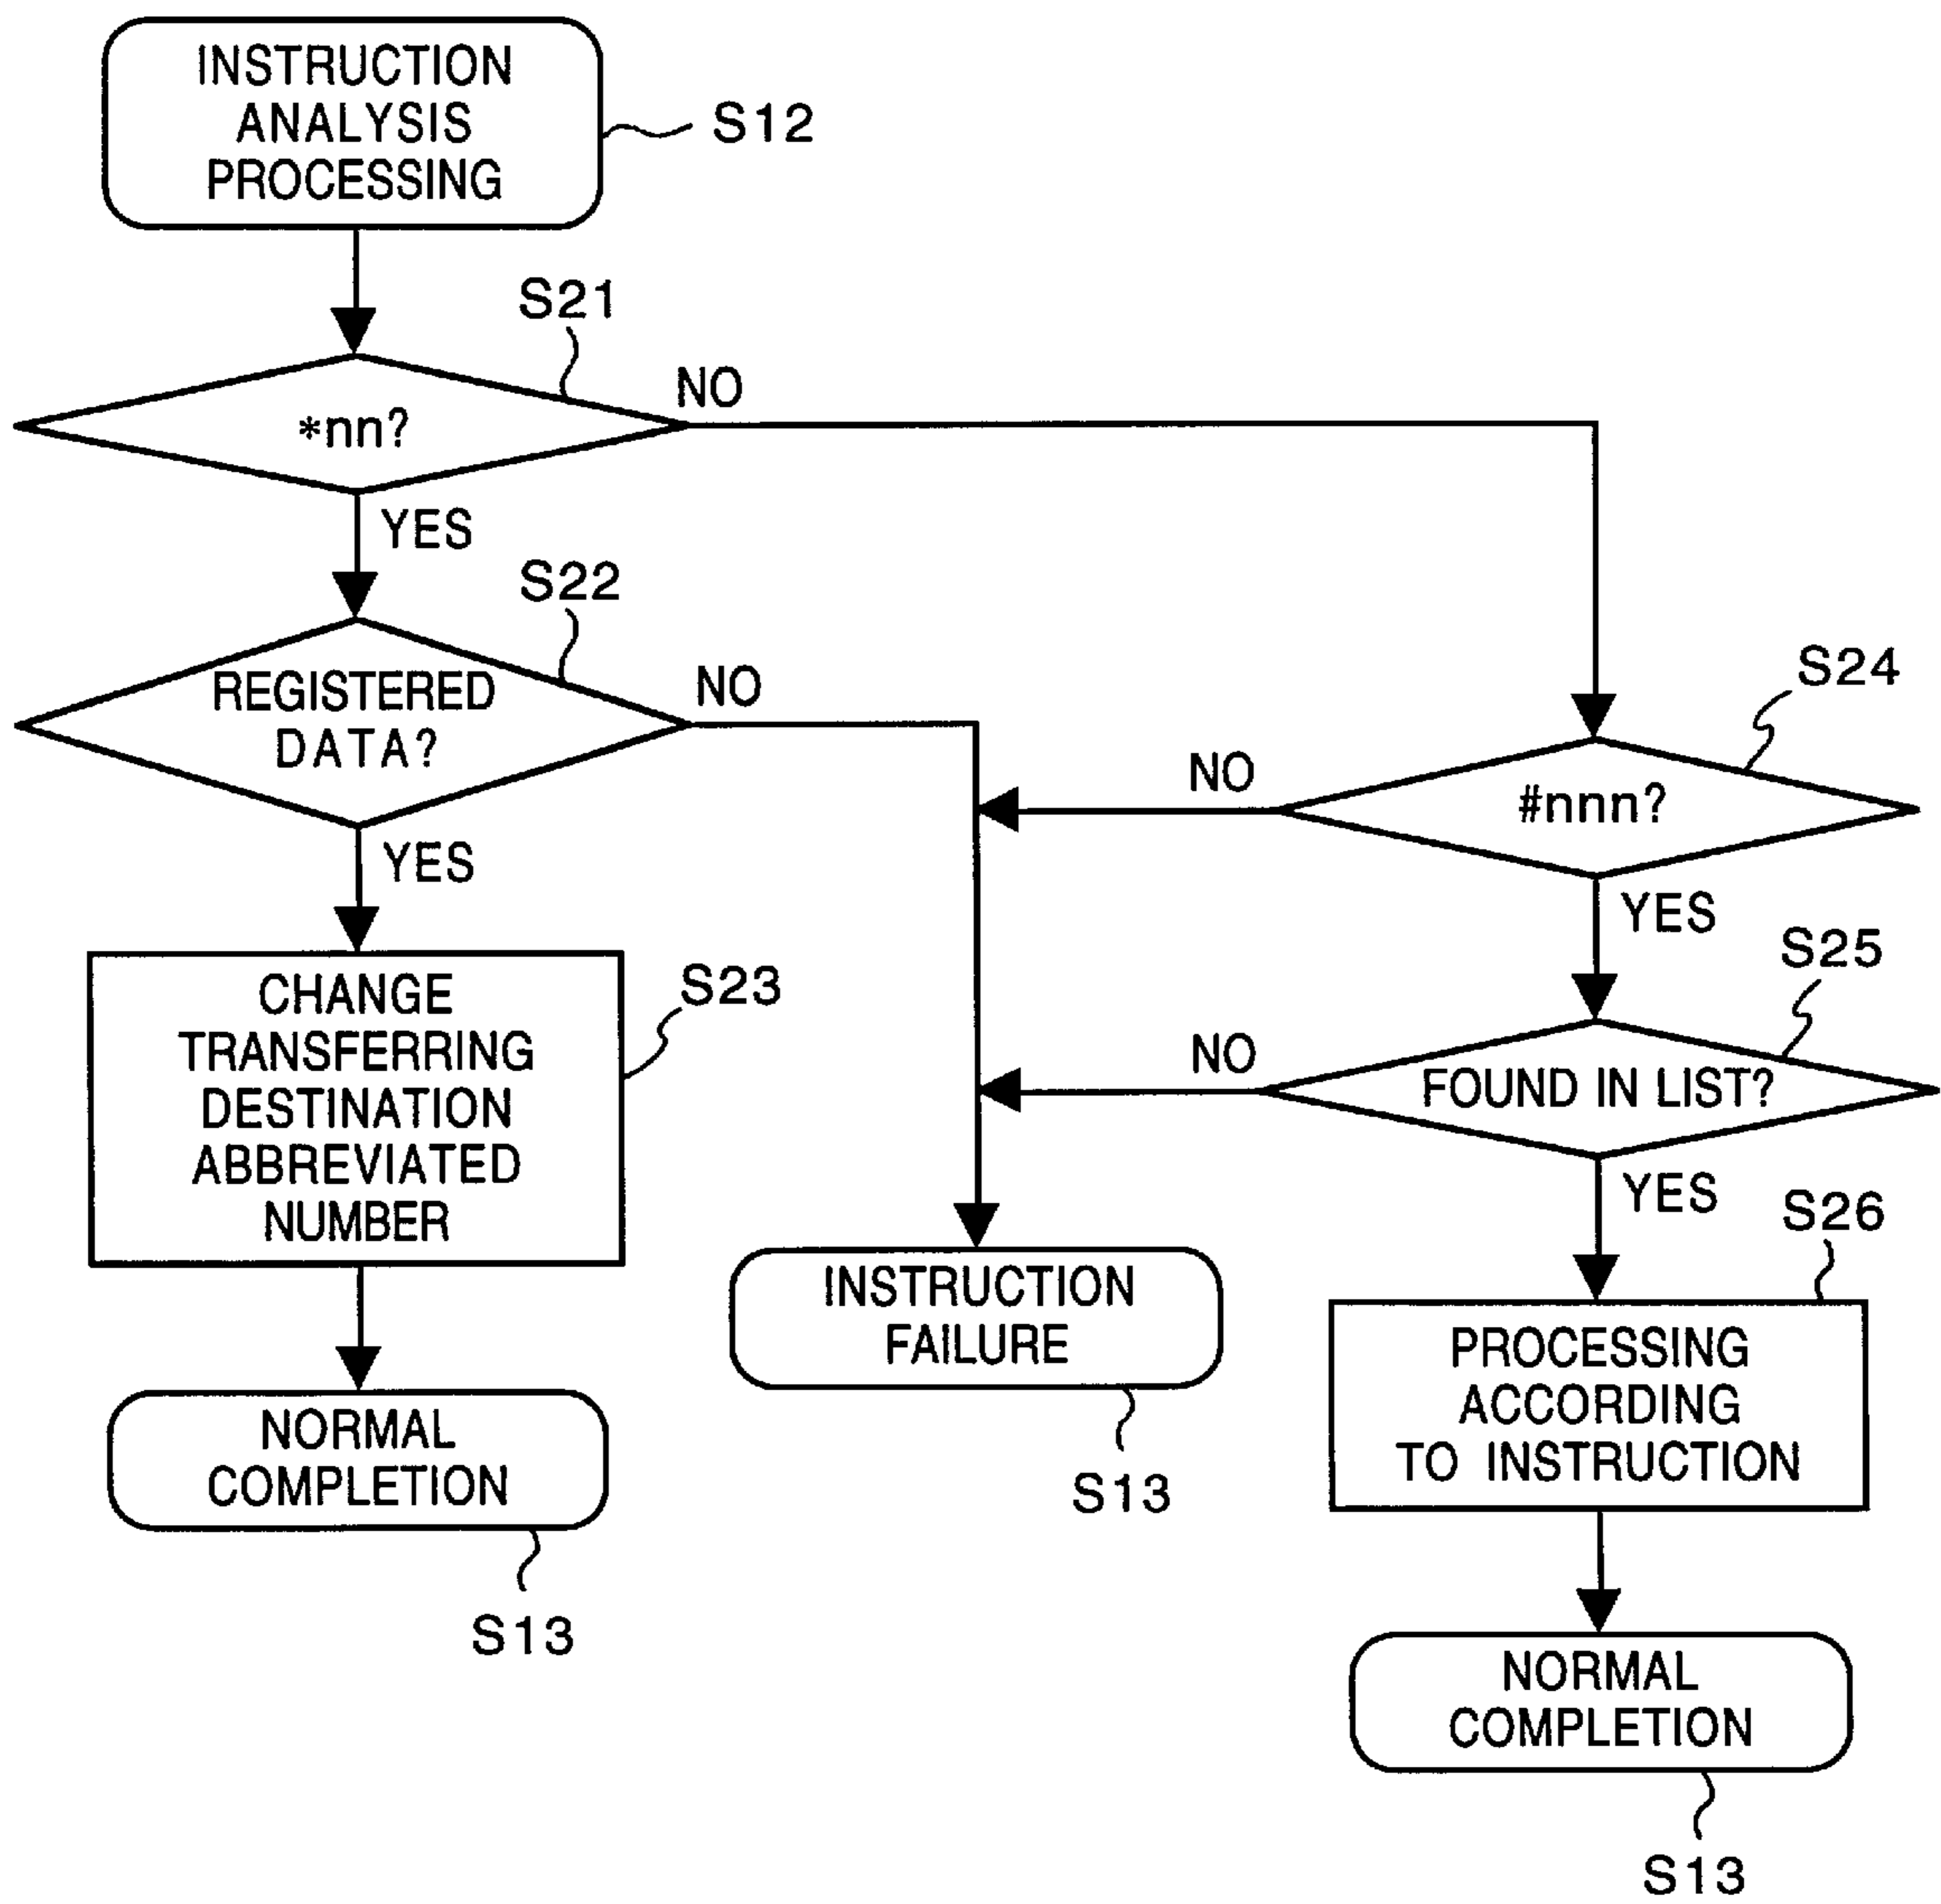 INSTRUCTION
ANALYSIS
PROCESSING
S12
S21
*nn?
NO
YES
S22
REGISTERED
DATA?
NO
YES
CHANGE
TRANSFERRING
DESTINATION
ABBREVIATED
NUMBER
S23
NORMAL
COMPLETION
S13
INSTRUCTION
FAILURE
S13
S24
#nnn?
NO
YES
S25
FOUND IN LIST?
NO
YES
S26
PROCESSING
ACCORDING
TO INSTRUCTION
NORMAL
COMPLETION
S13